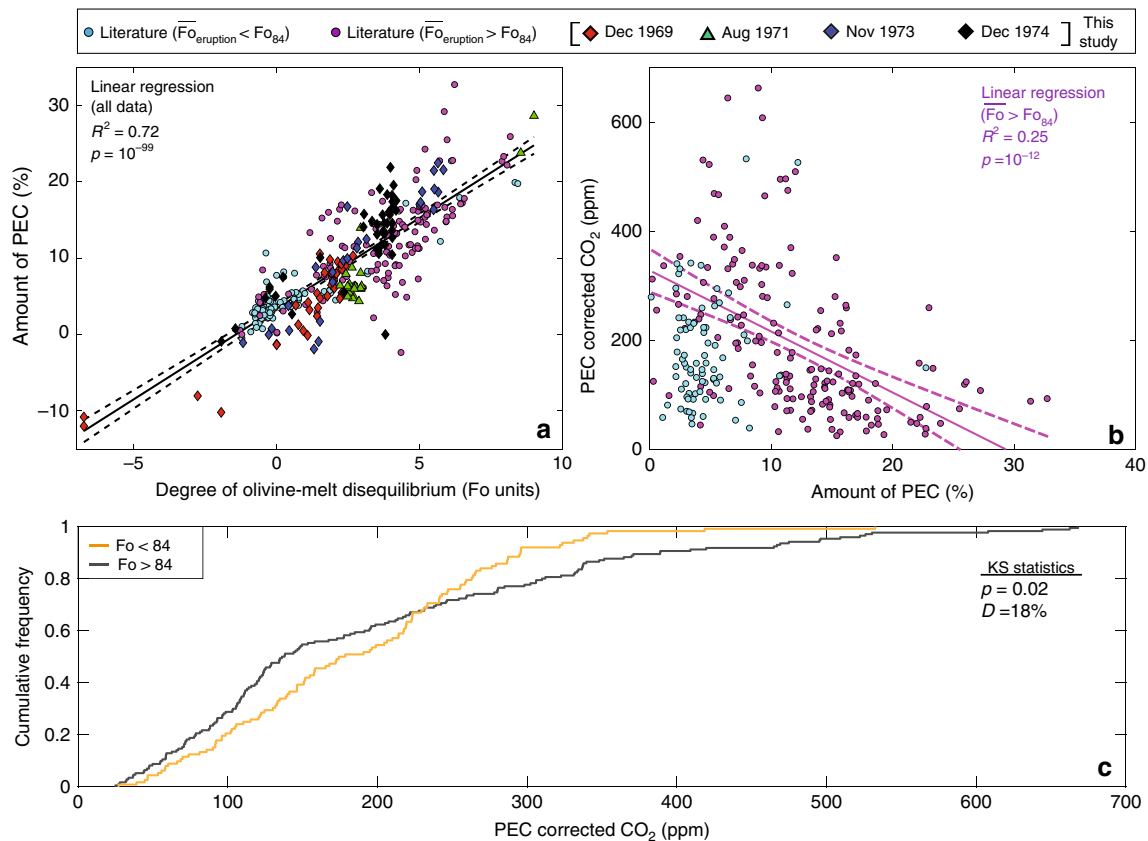 Literature (F̅o̅eruption < Fo84) Literature (F̅o̅eruption > Fo84) [ Dec 1969 Aug 1971 Nov 1973 Dec 1974 ] This study
Linear regression
(all data)
R² = 0.72
p = 10⁻⁹⁹
30
20
10
0
−10
Amount of PEC (%)
−5 0 5 10
Degree of olivine-melt disequilibrium (Fo units)
a
Linear regression
(F̅o̅ > Fo84)
R² = 0.25
p =10⁻¹²
600
400
200
0
PEC corrected CO₂ (ppm)
0 10 20 30 40
Amount of PEC (%)
b
Fo < 84
Fo > 84
KS statistics
p = 0.02
D =18%
1
0.8
0.6
0.4
0.2
0
Cumulative frequency
0 100 200 300 400 500 600 700
PEC corrected CO₂ (ppm)
c